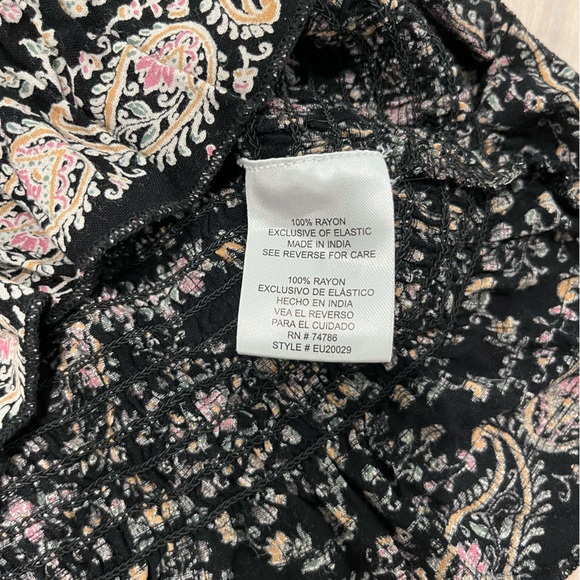 100% RAYON
EXCLUSIVE OF ELASTIC
MADE IN INDIA
SEE REVERSE FOR CARE
100% RAYON
EXCLUSIVO DE ELÁSTICO
HECHO EN INDIA
VEA EL REVERSO
PARA EL CUIDADO
RN # 74786
STYLE # EU20029